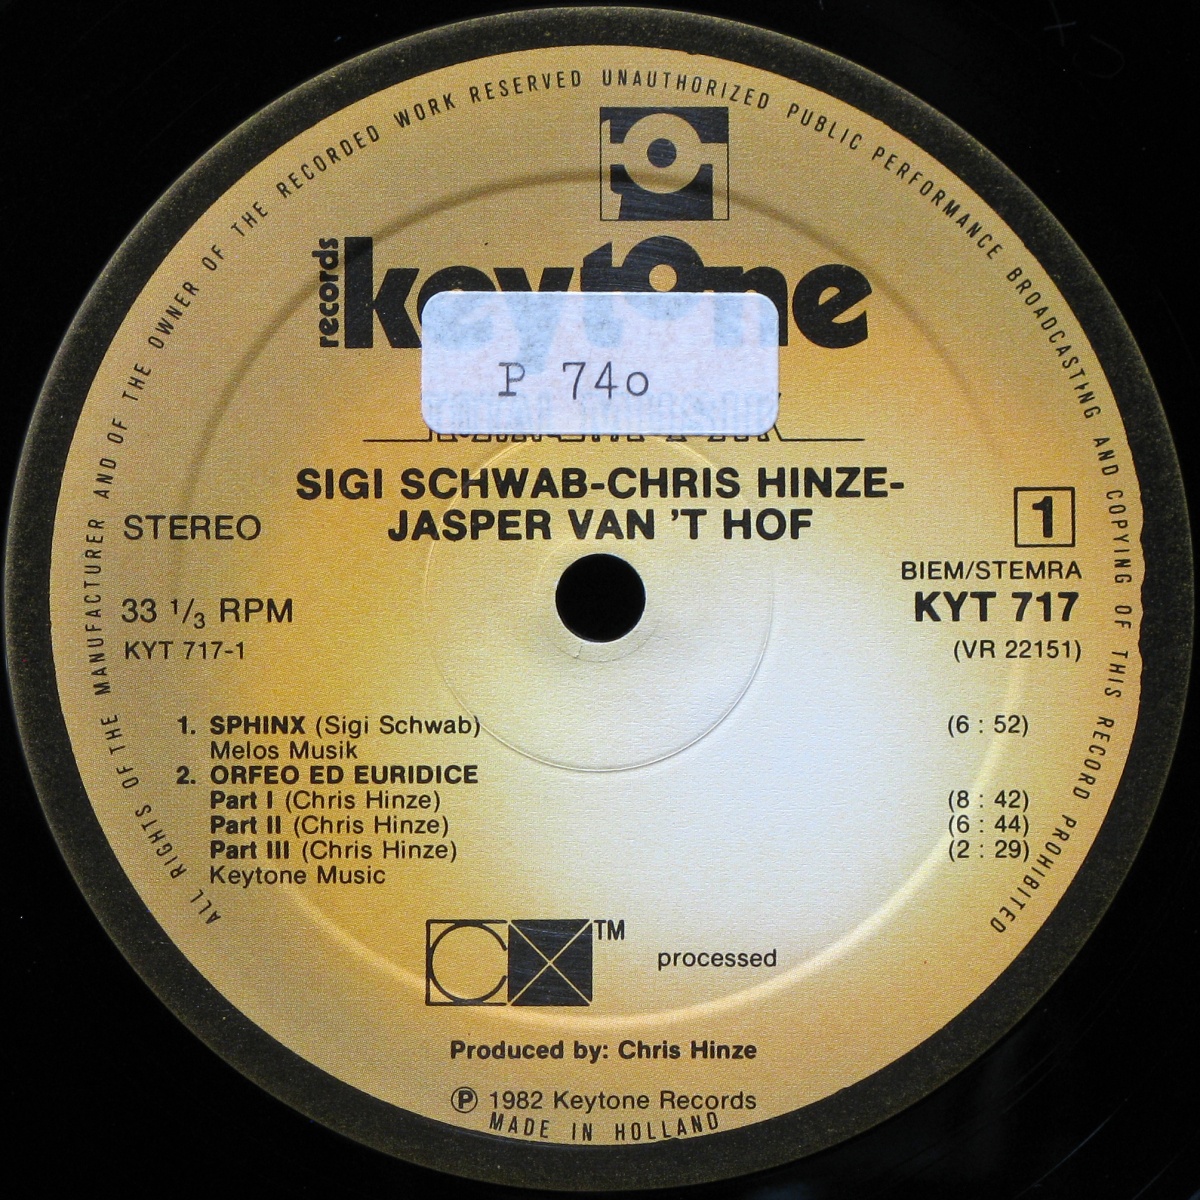 ALL RIGHTS OF THE MANUFACTURER AND OF THE OWNER OF THE RECORDED WORK RESERVED UNAUTHORIZED PUBLIC PERFORMANCE BROADCASTING AND COPYING OF THIS RECORD PROHIBITED
records keytone
P 74o
SIGI SCHWAB-CHRIS HINZE-
JASPER VAN 'T HOF
STEREO
1
BIEM/STEMRA
33 1/3 RPM
KYT 717
KYT 717-1
(VR 22151)
1. SPHINX (Sigi Schwab) (6 : 52)
Melos Musik
2. ORFEO ED EURIDICE
Part I (Chris Hinze) (8 : 42)
Part II (Chris Hinze) (6 : 44)
Part III (Chris Hinze) (2 : 29)
Keytone Music
CX™ processed
Produced by: Chris Hinze
Ⓟ 1982 Keytone Records
MADE IN HOLLAND